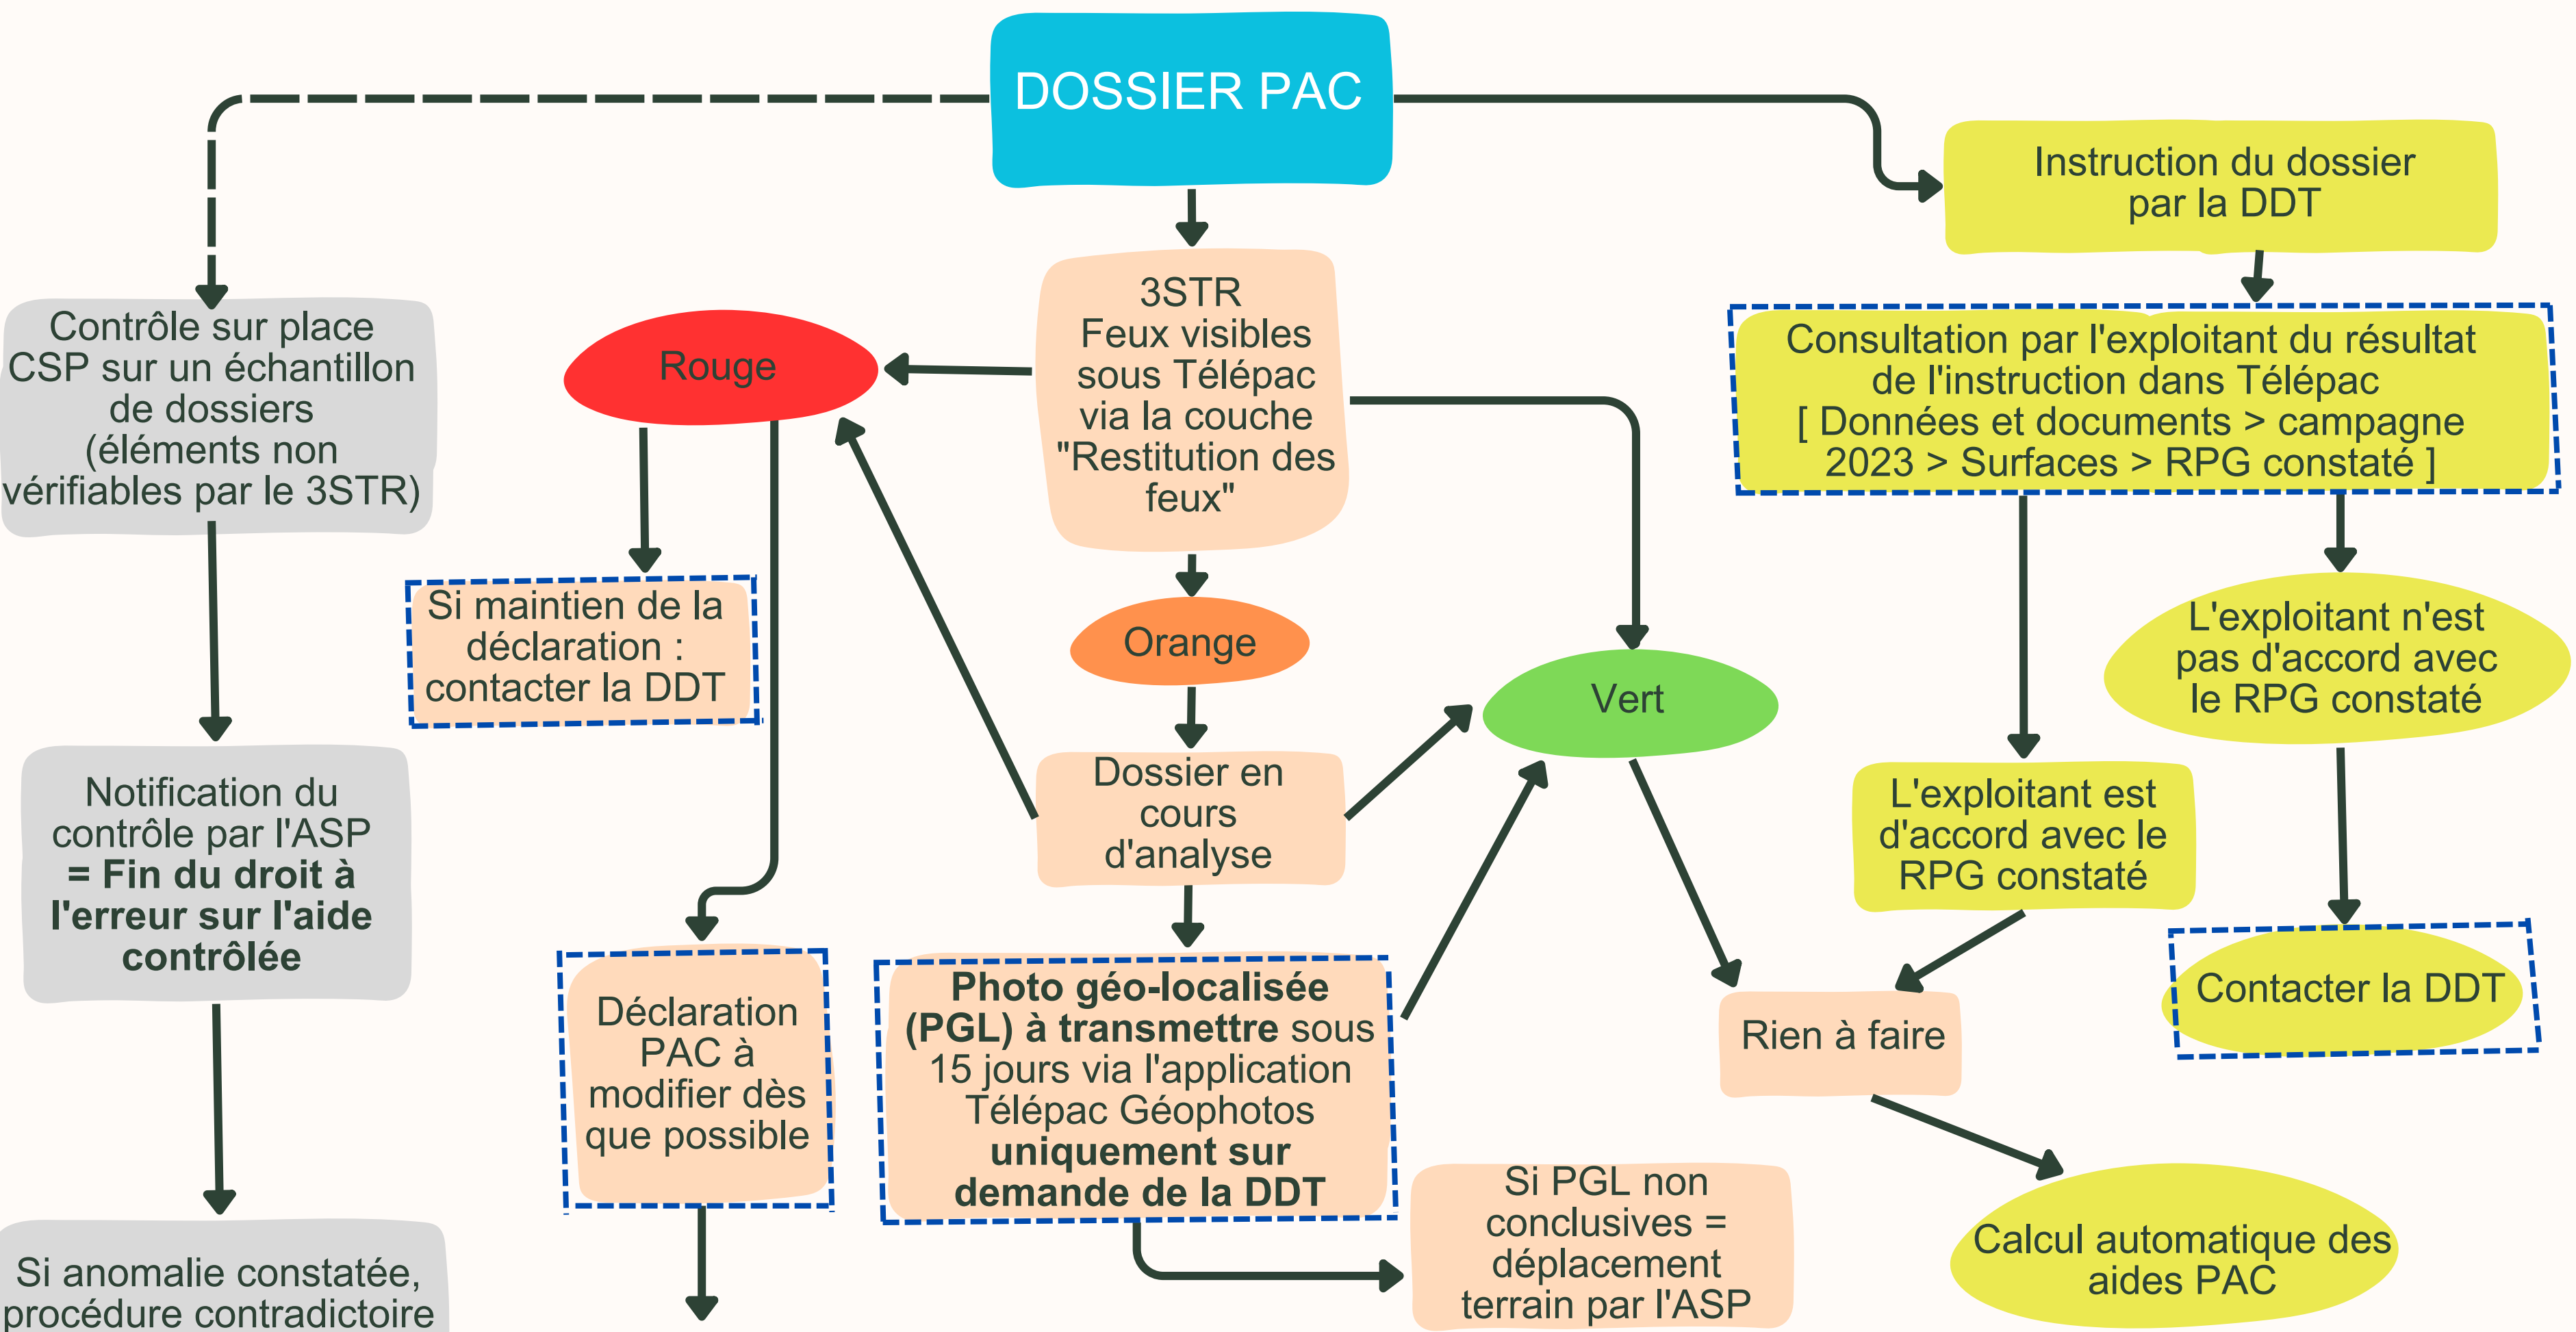 DOSSIER PAC
Contrôle sur place
CSP sur un échantillon
de dossiers
(éléments non
vérifiables par le 3STR)
Notification du
contrôle par l'ASP
= Fin du droit à
l'erreur sur l'aide
contrôlée
Si anomalie constatée,
procédure contradictoire
Rouge
Si maintien de la
déclaration :
contacter la DDT
Déclaration
PAC à
modifier dès
que possible
3STR
Feux visibles
sous Télépac
via la couche
"Restitution des
feux"
Orange
Dossier en
cours
d'analyse
Photo géo-localisée
(PGL) à transmettre sous
15 jours via l'application
Télépac Géophotos
uniquement sur
demande de la DDT
Si PGL non
conclusives =
déplacement
terrain par l'ASP
Vert
Rien à faire
Instruction du dossier
par la DDT
Consultation par l'exploitant du résultat
de l'instruction dans Télépac
[ Données et documents > campagne
2023 > Surfaces > RPG constaté ]
L'exploitant est
d'accord avec le
RPG constaté
L'exploitant n'est
pas d'accord avec
le RPG constaté
Contacter la DDT
Calcul automatique des
aides PAC